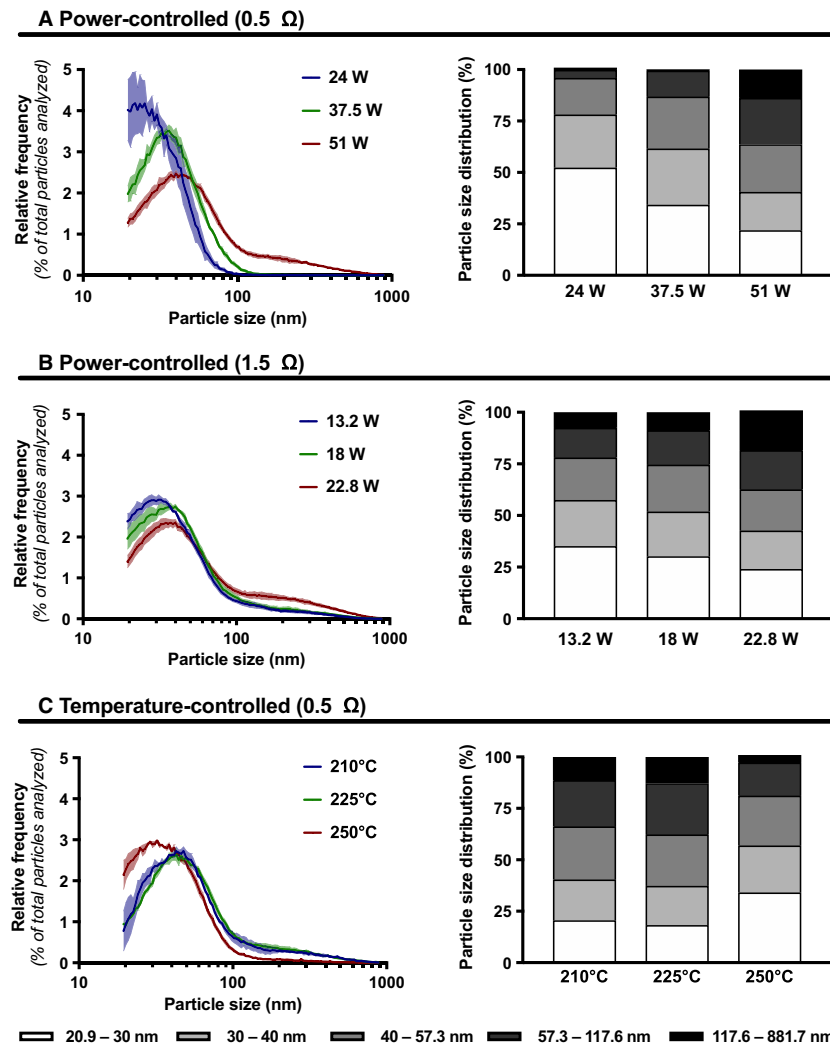 A Power-controlled (0.5 Ω)
Relative frequency
(% of total particles analyzed)
5
4
3
2
1
0
10
100
1000
Particle size (nm)
24 W
37.5 W
51 W
Particle size distribution (%)
100
75
50
25
0
24 W
37.5 W
51 W
B Power-controlled (1.5 Ω)
Relative frequency
(% of total particles analyzed)
5
4
3
2
1
0
10
100
1000
Particle size (nm)
13.2 W
18 W
22.8 W
Particle size distribution (%)
100
75
50
25
0
13.2 W
18 W
22.8 W
C Temperature-controlled (0.5 Ω)
Relative frequency
(% of total particles analyzed)
5
4
3
2
1
0
10
100
1000
Particle size (nm)
210°C
225°C
250°C
Particle size distribution (%)
100
75
50
25
0
210°C
225°C
250°C
20.9 – 30 nm
30 – 40 nm
40 – 57.3 nm
57.3 – 117.6 nm
117.6 – 881.7 nm